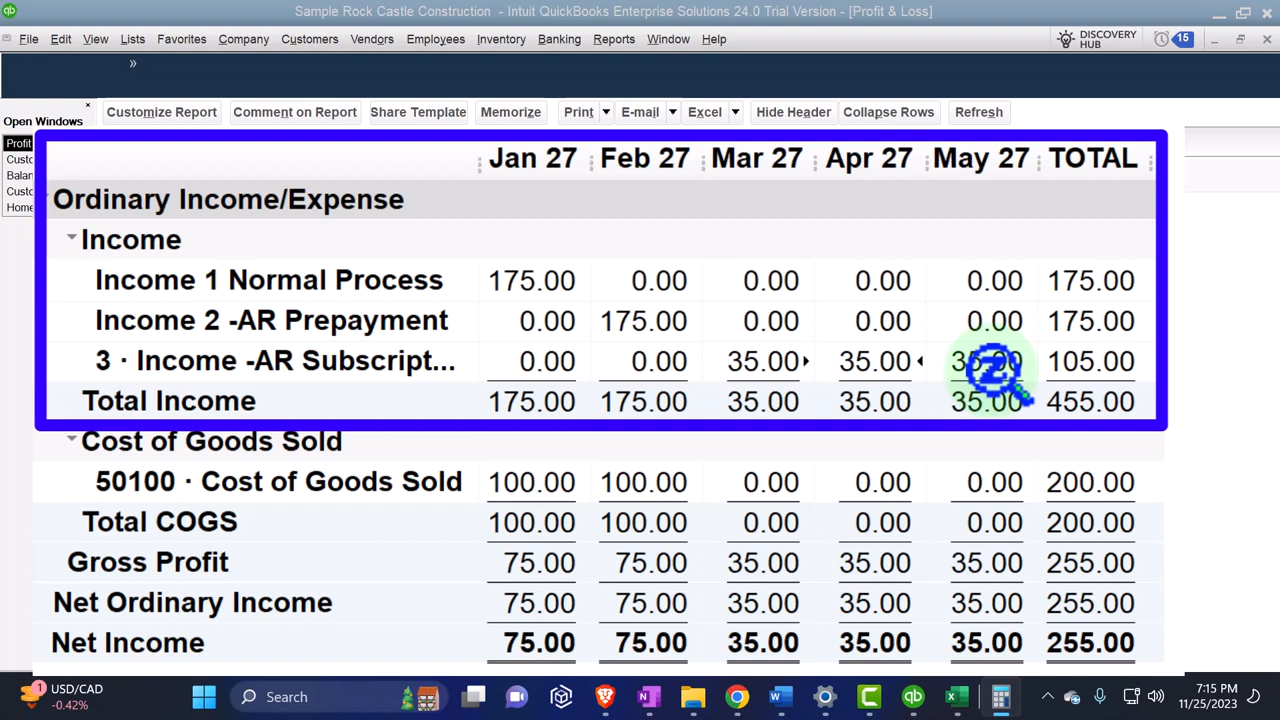 Sample Rock Castle Construction - Intuit QuickBooks Enterprise Solutions 24.0 Trial Version - [Profit & Loss]
File Edit View Lists Favorites Company Customers Vendors Employees Inventory Banking Reports Window Help DISCOVERY HUB 15
»
Customize Report Comment on Report Share Template Memorize Print E-mail Excel Hide Header Collapse Rows Refresh
Open Windows
Profit
Custo
Balan
Custo
Home
Jan 27 Feb 27 Mar 27 Apr 27 May 27 TOTAL
Ordinary Income/Expense
Income
Income 1 Normal Process 175.00 0.00 0.00 0.00 0.00 175.00
Income 2 -AR Prepayment 0.00 175.00 0.00 0.00 0.00 175.00
3 · Income -AR Subscript... 0.00 0.00 35.00 35.00 35.00 105.00
Total Income 175.00 175.00 35.00 35.00 35.00 455.00
Cost of Goods Sold
50100 · Cost of Goods Sold 100.00 100.00 0.00 0.00 0.00 200.00
Total COGS 100.00 100.00 0.00 0.00 0.00 200.00
Gross Profit 75.00 75.00 35.00 35.00 35.00 255.00
Net Ordinary Income 75.00 75.00 35.00 35.00 35.00 255.00
Net Income 75.00 75.00 35.00 35.00 35.00 255.00
1 USD/CAD
-0.42%
Search
7:15 PM
11/25/2023